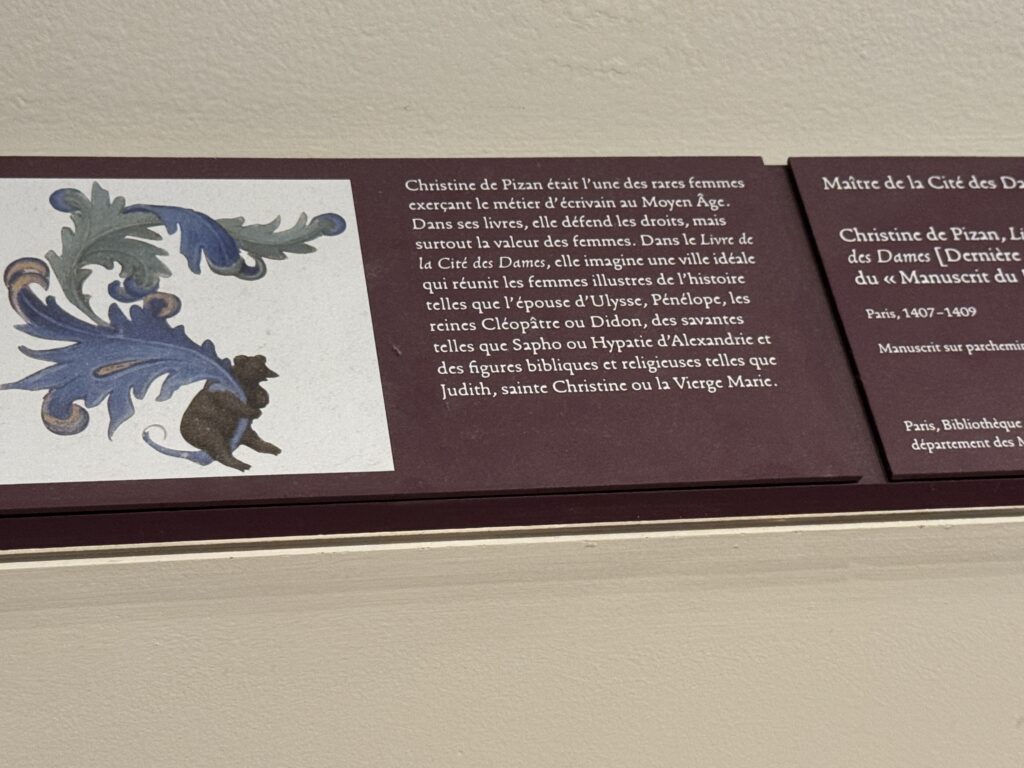 Christine de Pizan était l'une des rares femmes
exerçant le métier d'écrivain au Moyen Âge.
Dans ses livres, elle défend les droits, mais
surtout la valeur des femmes. Dans le Livre de
la Cité des Dames, elle imagine une ville idéale
qui réunit les femmes illustres de l'histoire
telles que l'épouse d'Ulysse, Pénélope, les
reines Cléopâtre ou Didon, des savantes
telles que Sapho ou Hypatie d'Alexandrie et
des figures bibliques et religieuses telles que
Judith, sainte Christine ou la Vierge Marie.
Maître de la Cité des
Christine de Pizan,
des Dames [Dernière
du « Manuscrit du
Paris, 1407–1409
Manuscrit sur
Paris, Bibliothèque
département des